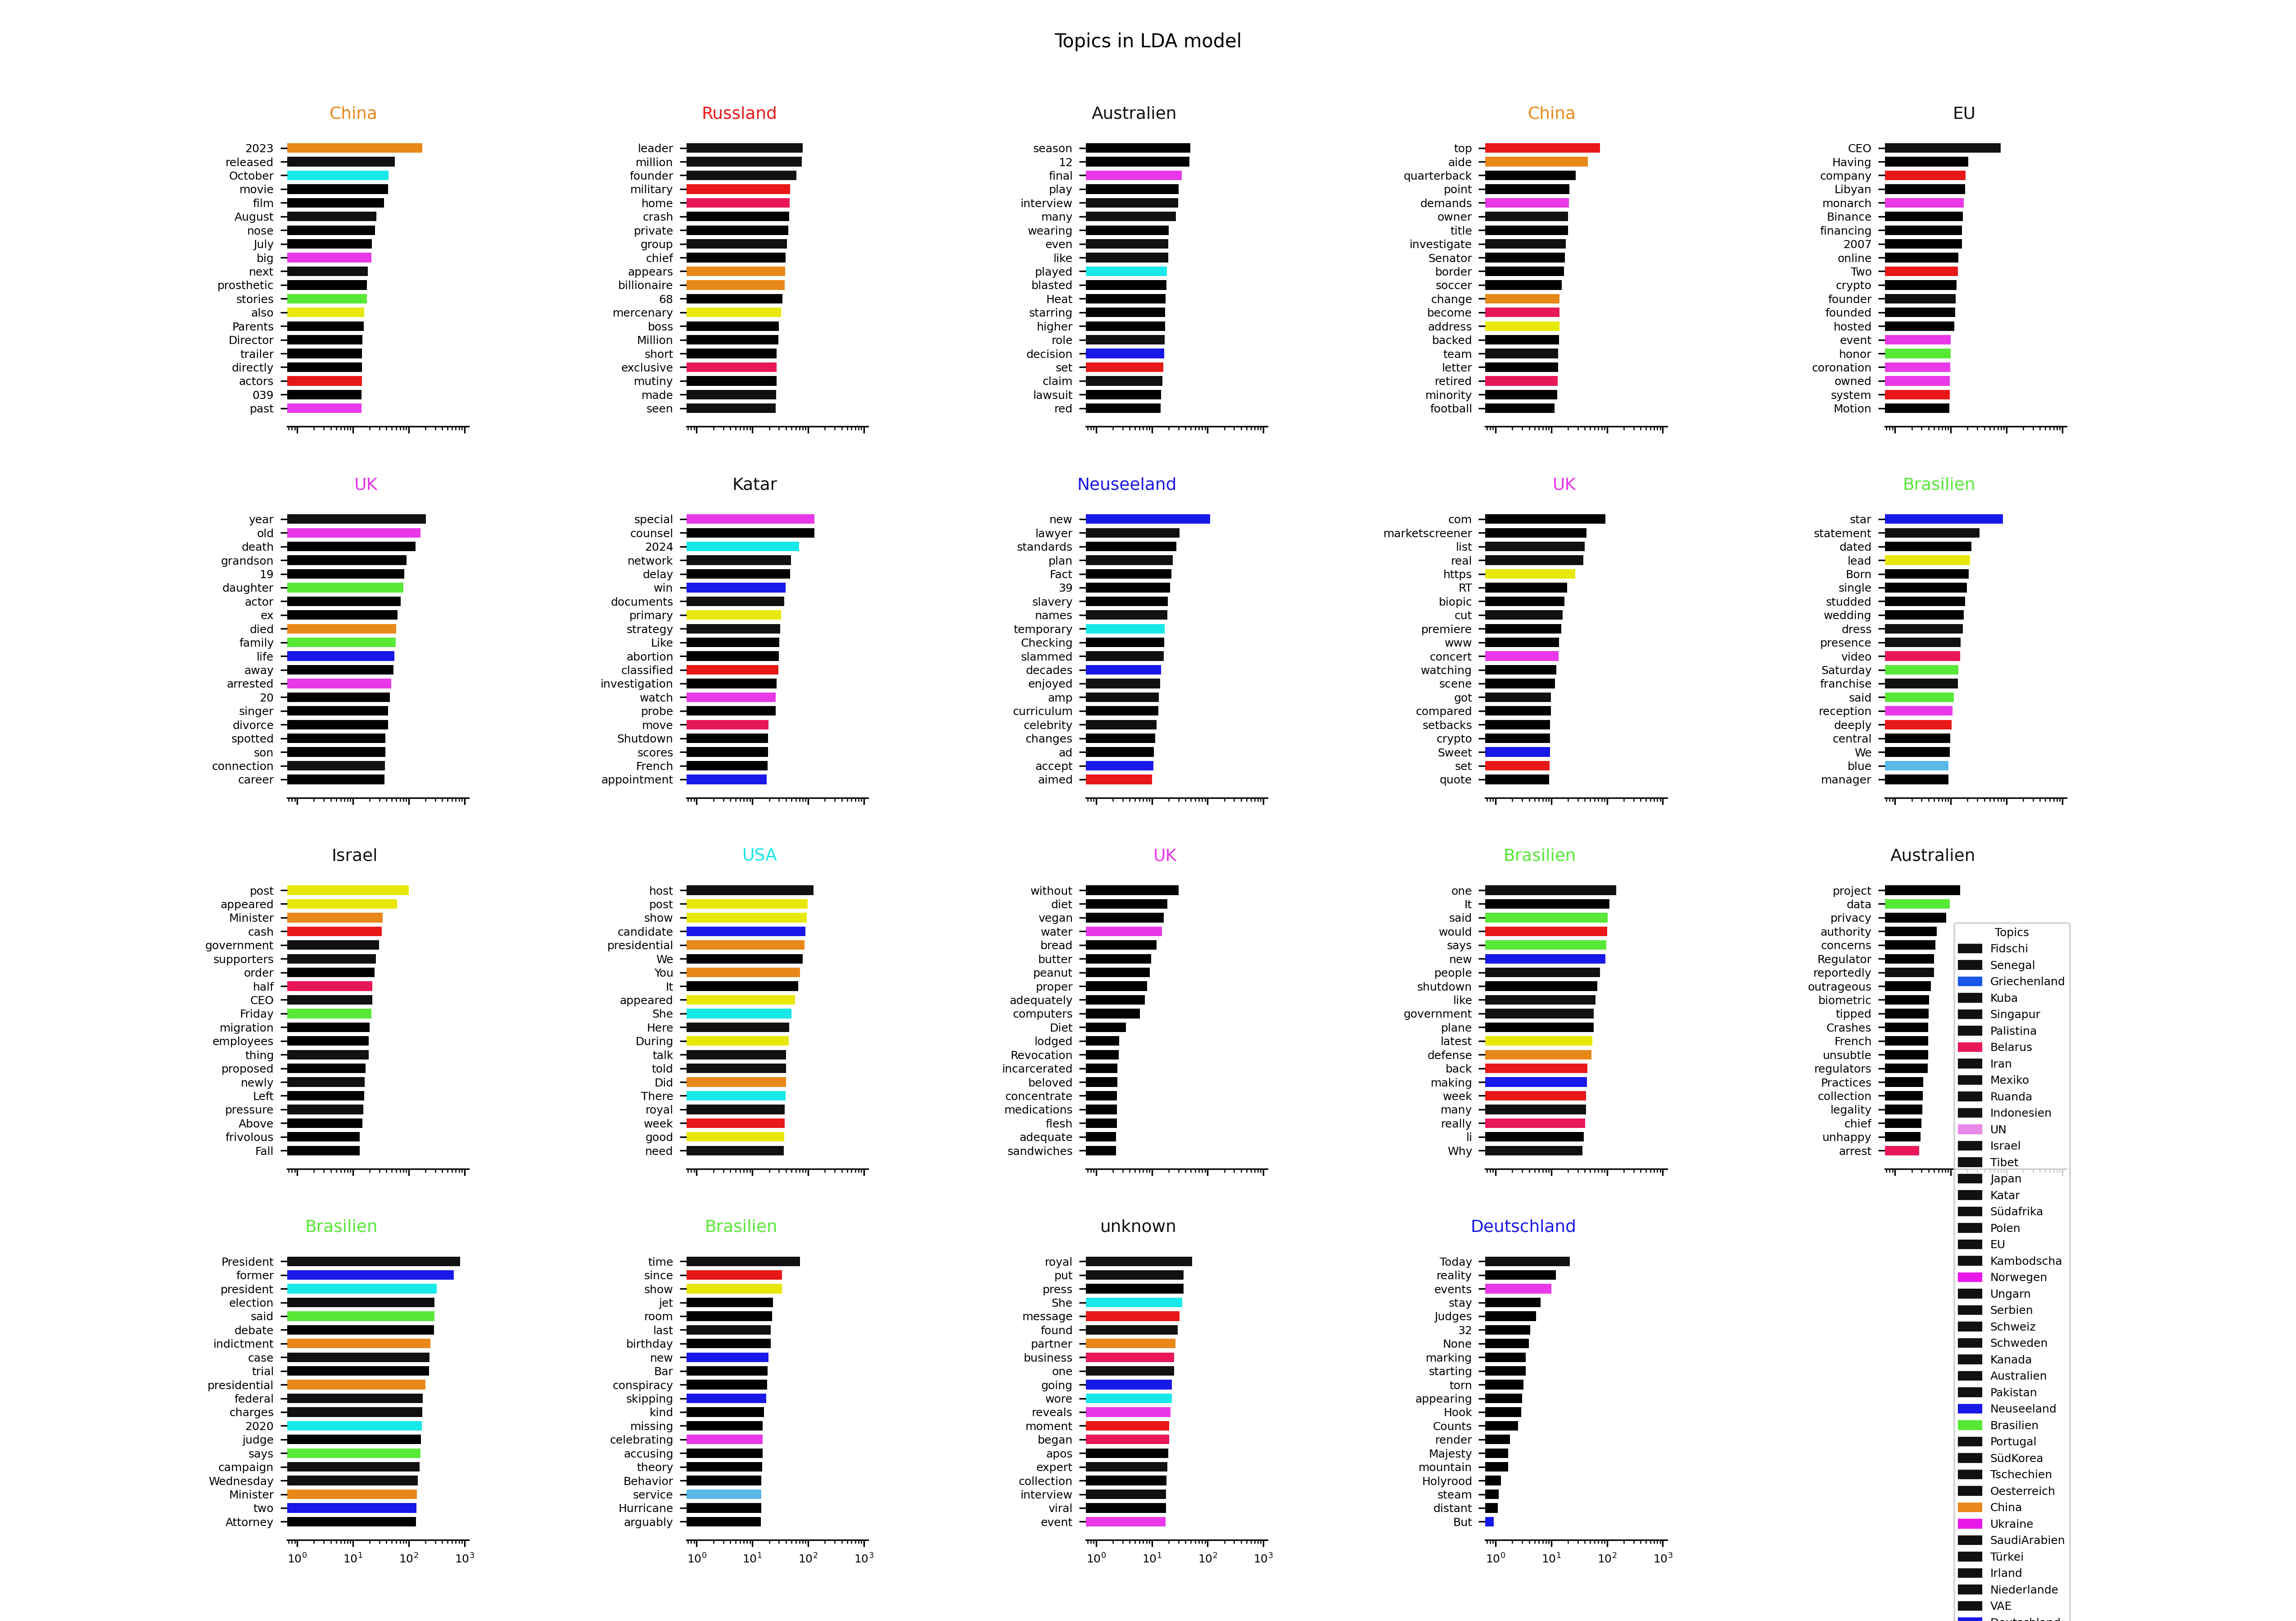 Topics in LDA model
China
2023
released
October
movie
film
August
nose
July
big
next
prosthetic
stories
also
Parents
Director
trailer
directly
actors
039
past
Russland
leader
million
founder
military
home
crash
private
group
chief
appears
billionaire
68
mercenary
boss
Million
short
exclusive
mutiny
made
seen
Australien
season
12
final
play
interview
many
wearing
even
like
played
blasted
Heat
starring
higher
role
decision
set
claim
lawsuit
red
China
top
aide
quarterback
point
demands
owner
title
investigate
Senator
border
soccer
change
become
address
backed
team
letter
retired
minority
football
EU
CEO
Having
company
Libyan
monarch
Binance
financing
2007
online
Two
crypto
founder
founded
hosted
event
honor
coronation
owned
system
Motion
UK
year
old
death
grandson
19
daughter
actor
ex
died
family
life
away
arrested
20
singer
divorce
spotted
son
connection
career
Katar
special
counsel
2024
network
delay
win
documents
primary
strategy
Like
abortion
classified
investigation
watch
probe
move
Shutdown
scores
French
appointment
Neuseeland
new
lawyer
standards
plan
Fact
39
slavery
names
temporary
Checking
slammed
decades
enjoyed
amp
curriculum
celebrity
changes
ad
accept
aimed
UK
com
marketscreener
list
real
https
RT
biopic
cut
premiere
www
concert
watching
scene
got
compared
setbacks
crypto
Sweet
set
quote
Brasilien
star
statement
dated
lead
Born
single
studded
wedding
dress
presence
video
Saturday
franchise
said
reception
deeply
central
We
blue
manager
Israel
post
appeared
Minister
cash
government
supporters
order
half
CEO
Friday
migration
employees
thing
proposed
newly
Left
pressure
Above
frivolous
Fall
USA
host
post
show
candidate
presidential
We
You
It
appeared
She
Here
During
talk
told
Did
There
royal
week
good
need
UK
without
diet
vegan
water
bread
butter
peanut
proper
adequately
computers
Diet
lodged
Revocation
incarcerated
beloved
concentrate
medications
flesh
adequate
sandwiches
Brasilien
one
It
said
would
says
new
people
shutdown
like
government
plane
latest
defense
back
making
week
many
really
li
Why
Australien
project
data
privacy
authority
concerns
Regulator
reportedly
outrageous
biometric
tipped
Crashes
French
unsubtle
regulators
Practices
collection
legality
chief
unhappy
arrest
Brasilien
President
former
president
election
said
debate
indictment
case
trial
presidential
federal
charges
2020
judge
says
campaign
Wednesday
Minister
two
Attorney
10⁰ 10¹ 10² 10³
Brasilien
time
since
show
jet
room
last
birthday
new
Bar
conspiracy
skipping
kind
missing
celebrating
accusing
theory
Behavior
service
Hurricane
arguably
10⁰ 10¹ 10² 10³
unknown
royal
put
press
She
message
found
partner
business
one
going
wore
reveals
moment
began
apos
expert
collection
interview
viral
event
10⁰ 10¹ 10² 10³
Deutschland
Today
reality
events
stay
Judges
32
None
marking
starting
torn
appearing
Hook
Counts
render
Majesty
mountain
Holyrood
steam
distant
But
10⁰ 10¹ 10² 10³
Topics
Fidschi
Senegal
Griechenland
Kuba
Singapur
Palistina
Belarus
Iran
Mexiko
Ruanda
Indonesien
UN
Israel
Tibet
Japan
Katar
Südafrika
Polen
EU
Kambodscha
Norwegen
Ungarn
Serbien
Schweiz
Schweden
Kanada
Australien
Pakistan
Neuseeland
Brasilien
Portugal
SüdKorea
Tschechien
Oesterreich
China
Ukraine
SaudiArabien
Türkei
Irland
Niederlande
VAE